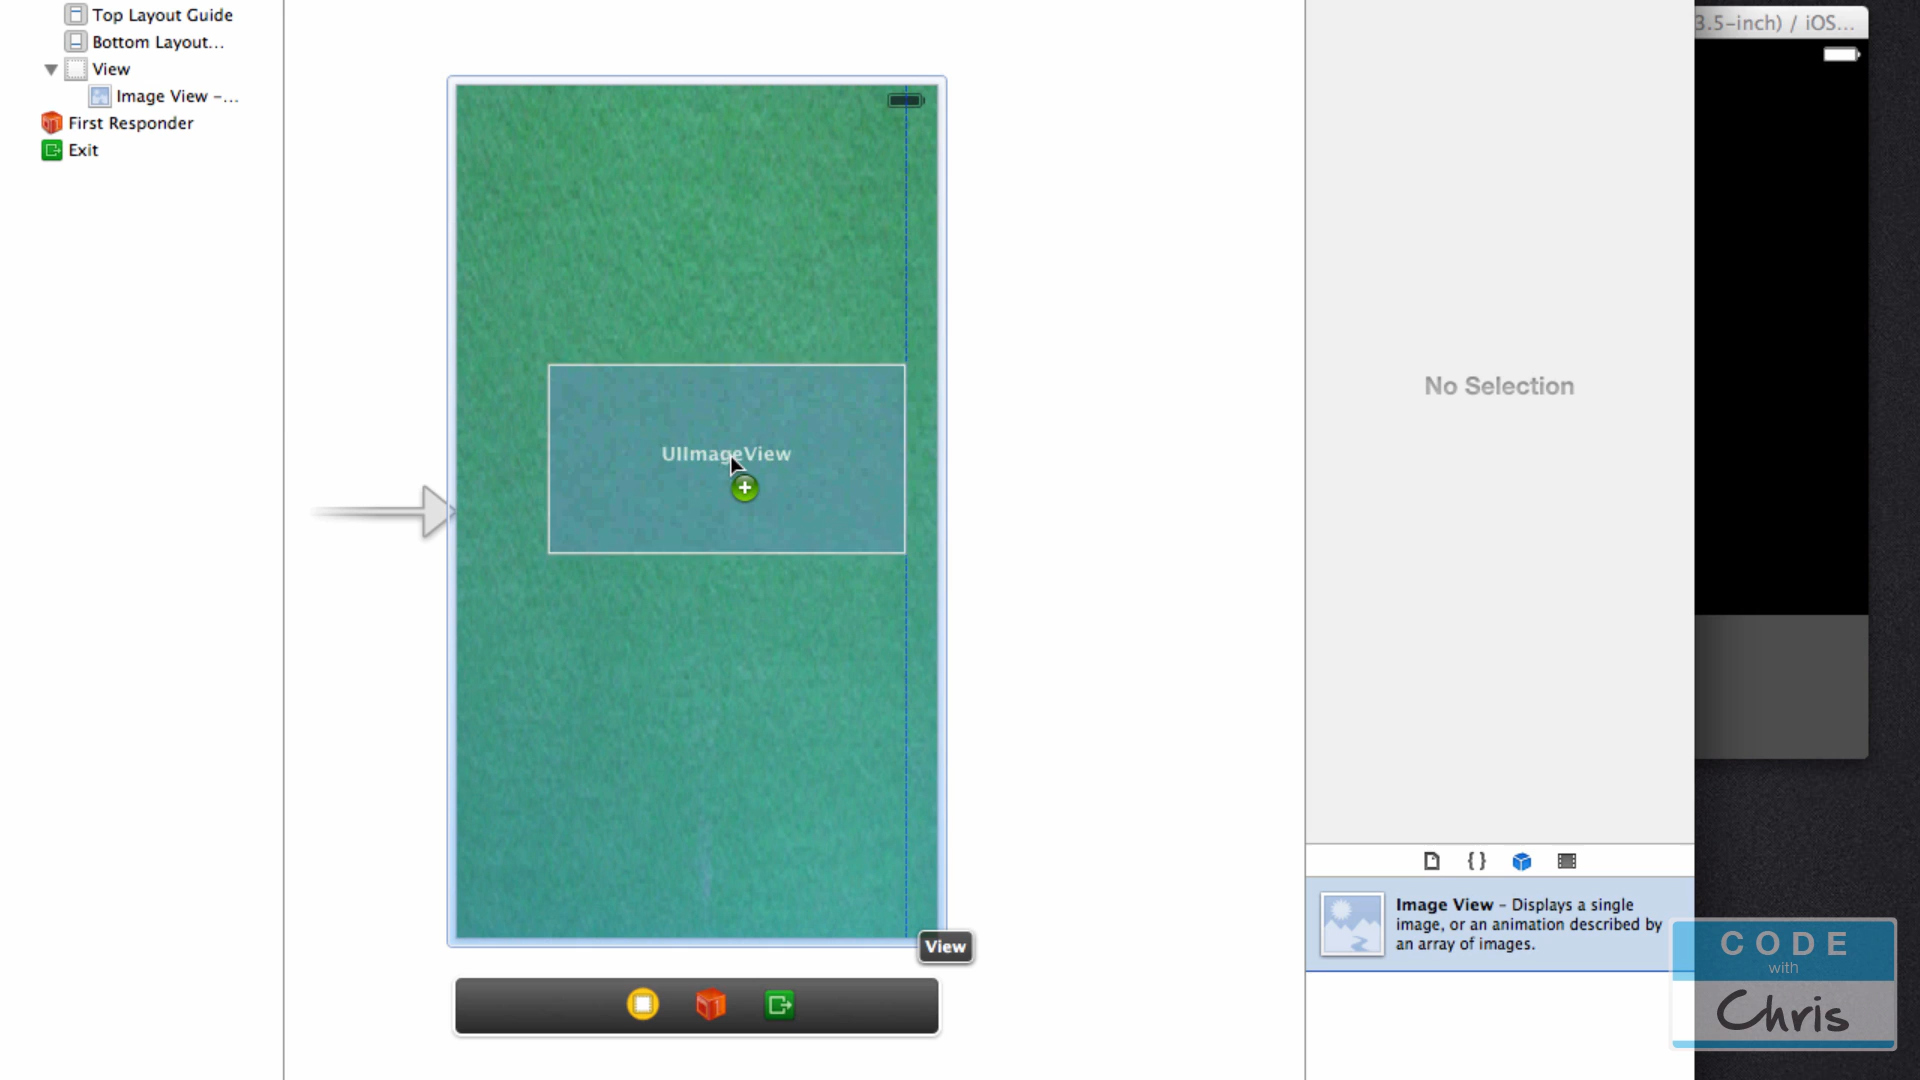 Top Layout Guide
Bottom Layout...
View
Image View –...
First Responder
Exit
UIImageView
View
3.5-inch) / iOS...
No Selection
{ }
Image View – Displays a single
image, or an animation described by
an array of images.
CODE
with
Chris